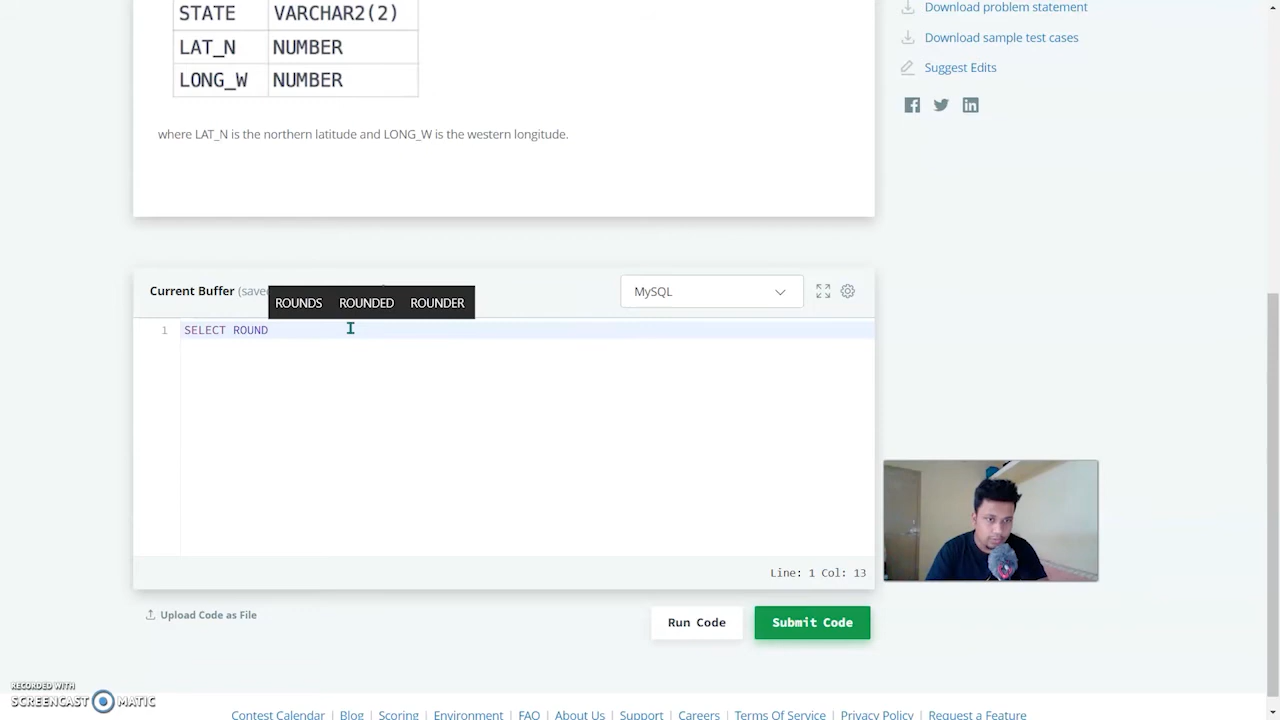 STATE VARCHAR2(2)
LAT_N NUMBER
LONG_W NUMBER
where LAT_N is the northern latitude and LONG_W is the western longitude.
Download problem statement
Download sample test cases
Suggest Edits
Current Buffer (save
ROUNDS ROUNDED ROUNDER
MySQL
1 SELECT ROUND
Line: 1 Col: 13
Upload Code as File
Run Code
Submit Code
RECORDED WITH
SCREENCAST MATIC
Contest Calendar | Blog | Scoring | Environment | FAQ | About Us | Support | Careers | Terms Of Service | Privacy Policy | Request a Feature